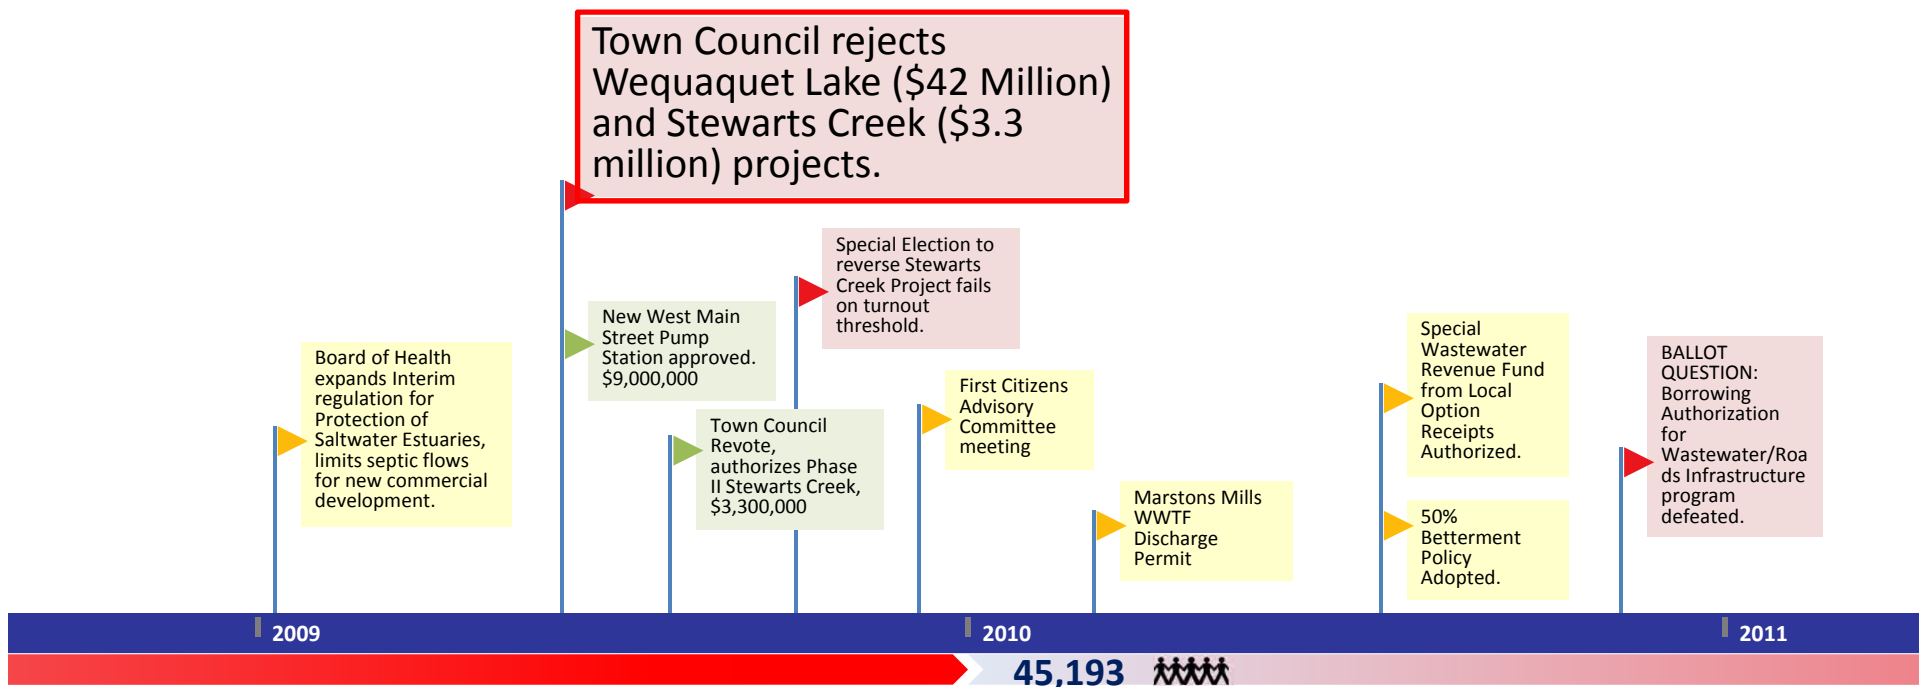 Town Council rejects
Wequaquet Lake ($42 Million)
and Stewarts Creek ($3.3
million) projects.
Board of Health
expands Interim
regulation for
Protection of
Saltwater Estuaries,
limits septic flows
for new commercial
development.
New West Main
Street Pump
Station approved.
$9,000,000
Town Council
Revote,
authorizes Phase
II Stewarts Creek,
$3,300,000
Special Election to
reverse Stewarts
Creek Project fails
on turnout
threshold.
First Citizens
Advisory
Committee
meeting
Marstons Mills
WWTF
Discharge
Permit
Special
Wastewater
Revenue Fund
from Local
Option
Receipts
Authorized.
50%
Betterment
Policy
Adopted.
BALLOT
QUESTION:
Borrowing
Authorization
for
Wastewater/Roa
ds Infrastructure
program
defeated.
2009
2010
2011
45,193